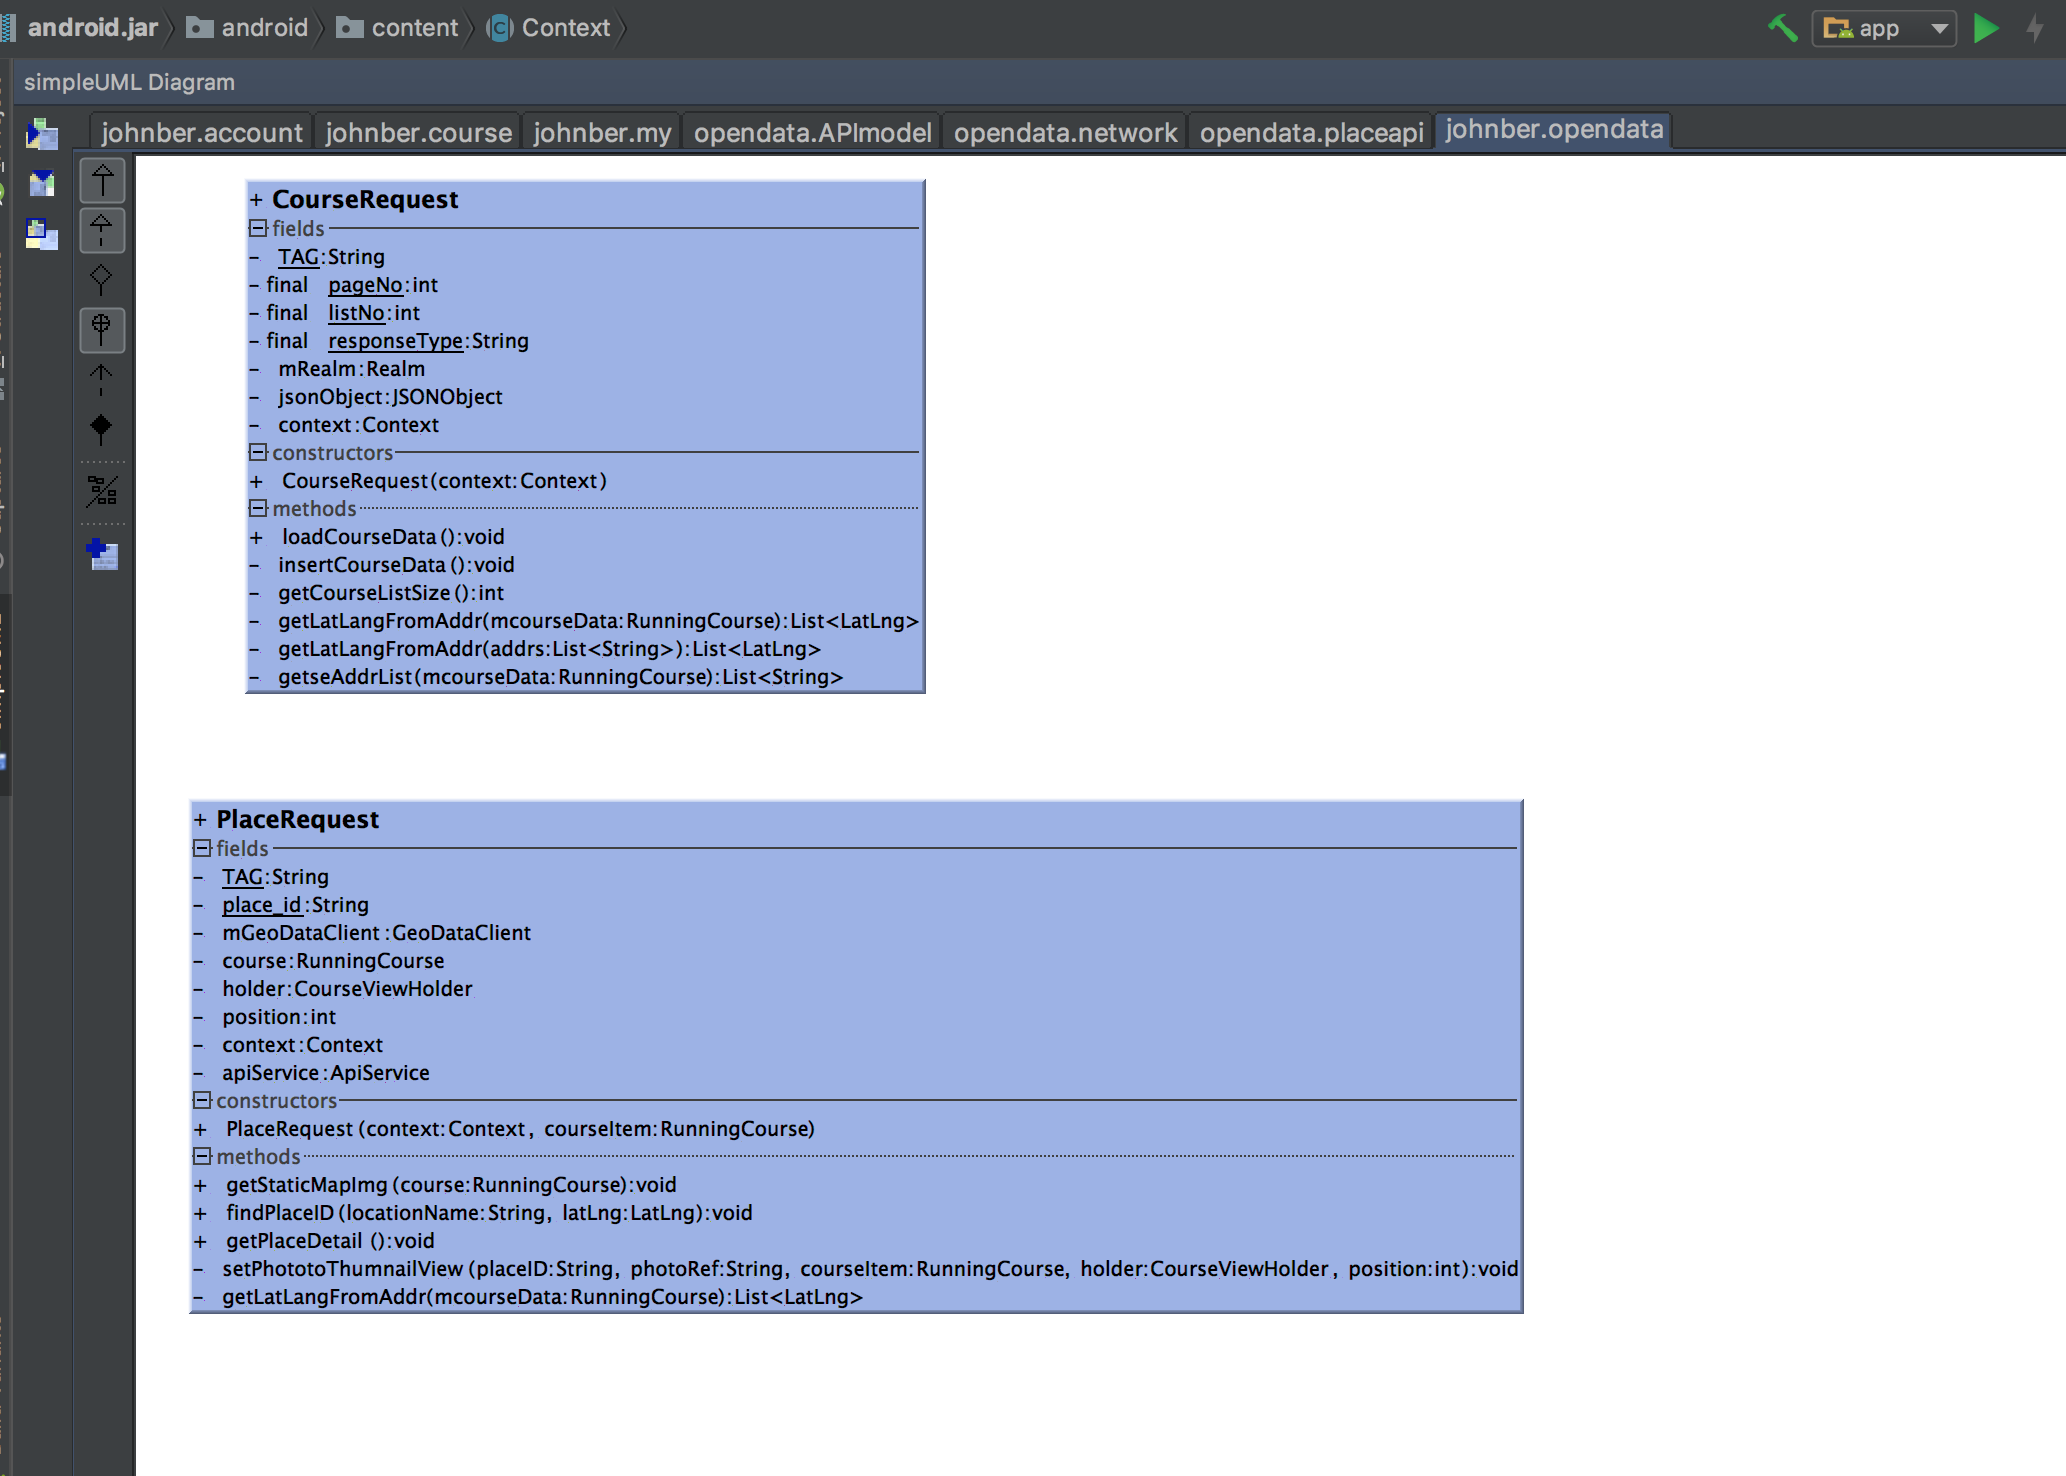 android.jar android content Context app
simpleUML Diagram
johnber.account johnber.course johnber.my opendata.APImodel opendata.network opendata.placeapi johnber.opendata
+ CourseRequest
fields
- TAG:String
- final pageNo:int
- final listNo:int
- final responseType:String
- mRealm:Realm
- jsonObject:JSONObject
- context:Context
constructors
+ CourseRequest(context:Context)
methods
+ loadCourseData():void
- insertCourseData():void
- getCourseListSize():int
- getLatLangFromAddr(mcourseData:RunningCourse):List<LatLng>
- getLatLangFromAddr(addrs:List<String>):List<LatLng>
- getseAddrList(mcourseData:RunningCourse):List<String>
+ PlaceRequest
fields
- TAG:String
- place_id:String
- mGeoDataClient:GeoDataClient
- course:RunningCourse
- holder:CourseViewHolder
- position:int
- context:Context
- apiService:ApiService
constructors
+ PlaceRequest(context:Context, courseItem:RunningCourse)
methods
+ getStaticMapImg(course:RunningCourse):void
+ findPlaceID(locationName:String, latLng:LatLng):void
+ getPlaceDetail():void
- setPhototoThumnailView(placeID:String, photoRef:String, courseItem:RunningCourse, holder:CourseViewHolder, position:int):void
- getLatLangFromAddr(mcourseData:RunningCourse):List<LatLng>